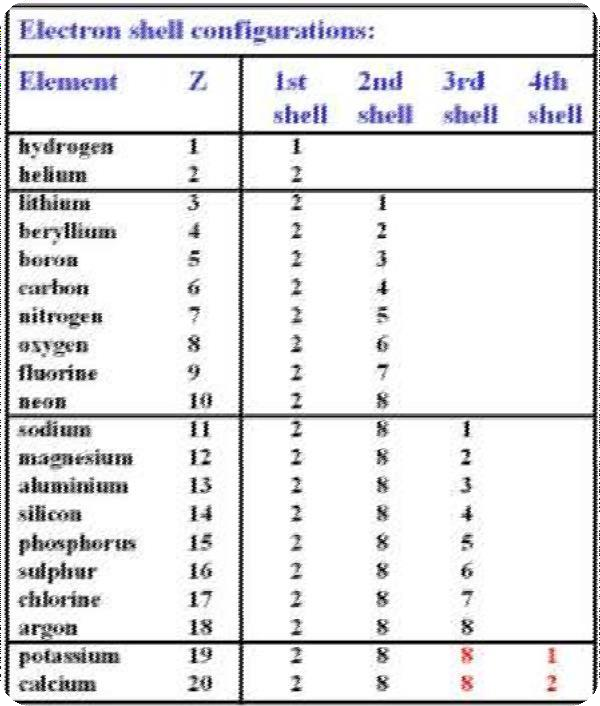 Electron shell configurations:
Element Z 1st shell 2nd shell 3rd shell 4th shell
hydrogen 1 1
helium 2 2
lithium 3 2 1
beryllium 4 2 2
boron 5 2 3
carbon 6 2 4
nitrogen 7 2 5
oxygen 8 2 6
fluorine 9 2 7
neon 10 2 8
sodium 11 2 8 1
magnesium 12 2 8 2
aluminium 13 2 8 3
silicon 14 2 8 4
phosphorus 15 2 8 5
sulphur 16 2 8 6
chlorine 17 2 8 7
argon 18 2 8 8
potassium 19 2 8 8 1
calcium 20 2 8 8 2